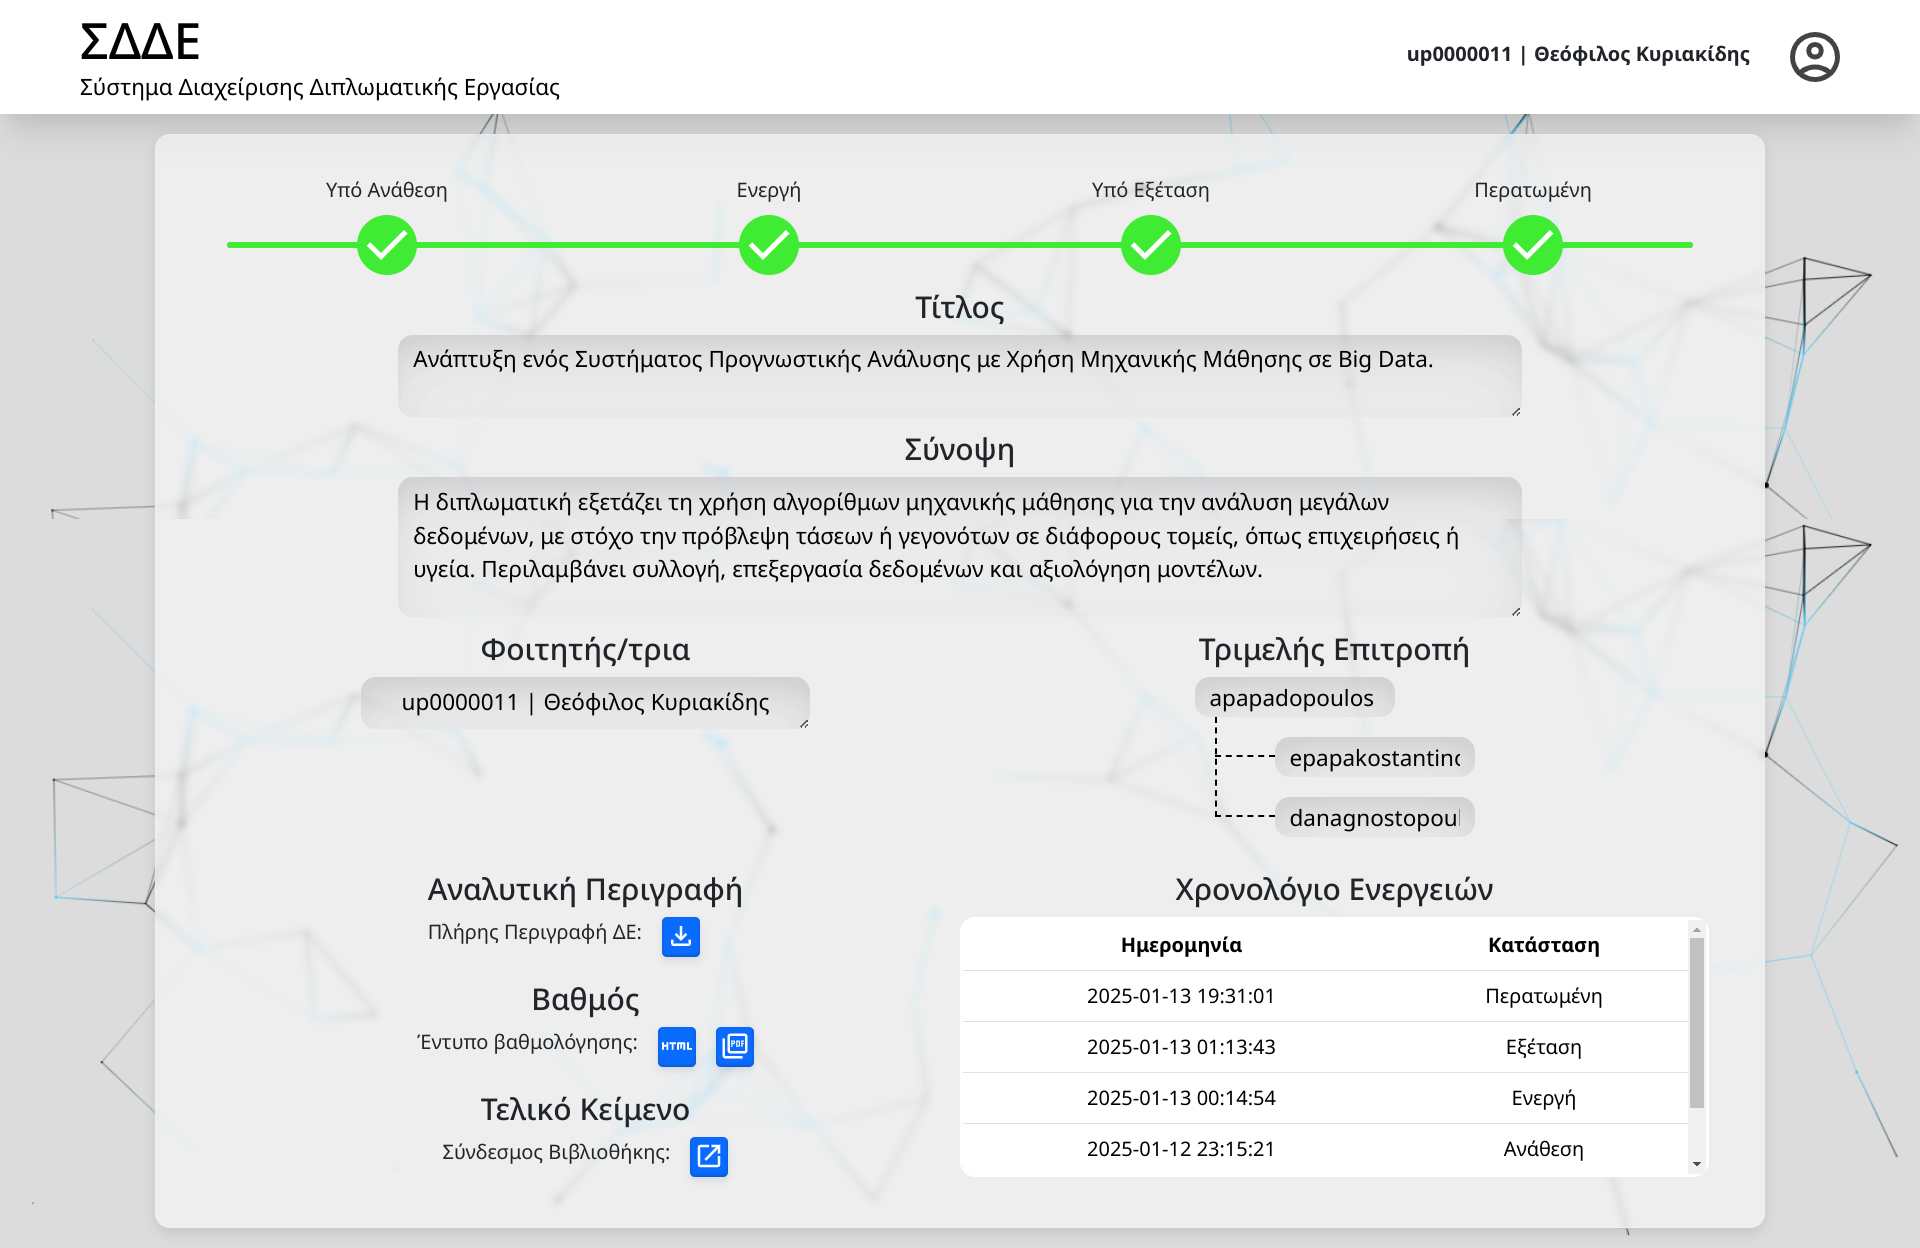 ΣΔΔΕ
Σύστημα Διαχείρισης Διπλωματικής Εργασίας
up0000011 | Θεόφιλος Κυριακίδης
Υπό Ανάθεση
Ενεργή
Υπό Εξέταση
Περατωμένη
Τίτλος
Ανάπτυξη ενός Συστήματος Προγνωστικής Ανάλυσης με Χρήση Μηχανικής Μάθησης σε Big Data.
Σύνοψη
Η διπλωματική εξετάζει τη χρήση αλγορίθμων μηχανικής μάθησης για την ανάλυση μεγάλων
δεδομένων, με στόχο την πρόβλεψη τάσεων ή γεγονότων σε διάφορους τομείς, όπως επιχειρήσεις ή
υγεία. Περιλαμβάνει συλλογή, επεξεργασία δεδομένων και αξιολόγηση μοντέλων.
Φοιτητής/τρια
up0000011 | Θεόφιλος Κυριακίδης
Τριμελής Επιτροπή
apapadopoulos
Αναλυτική Περιγραφή
Πλήρης Περιγραφή ΔΕ:
Βαθμός
Έντυπο βαθμολόγησης: HTML PDF
Τελικό Κείμενο
Σύνδεσμος Βιβλιοθήκης:
Χρονολόγιο Ενεργειών
Ημερομηνία Κατάσταση
2025-01-13 19:31:01 Περατωμένη
2025-01-13 01:13:43 Εξέταση
2025-01-13 00:14:54 Ενεργή
2025-01-12 23:15:21 Ανάθεση